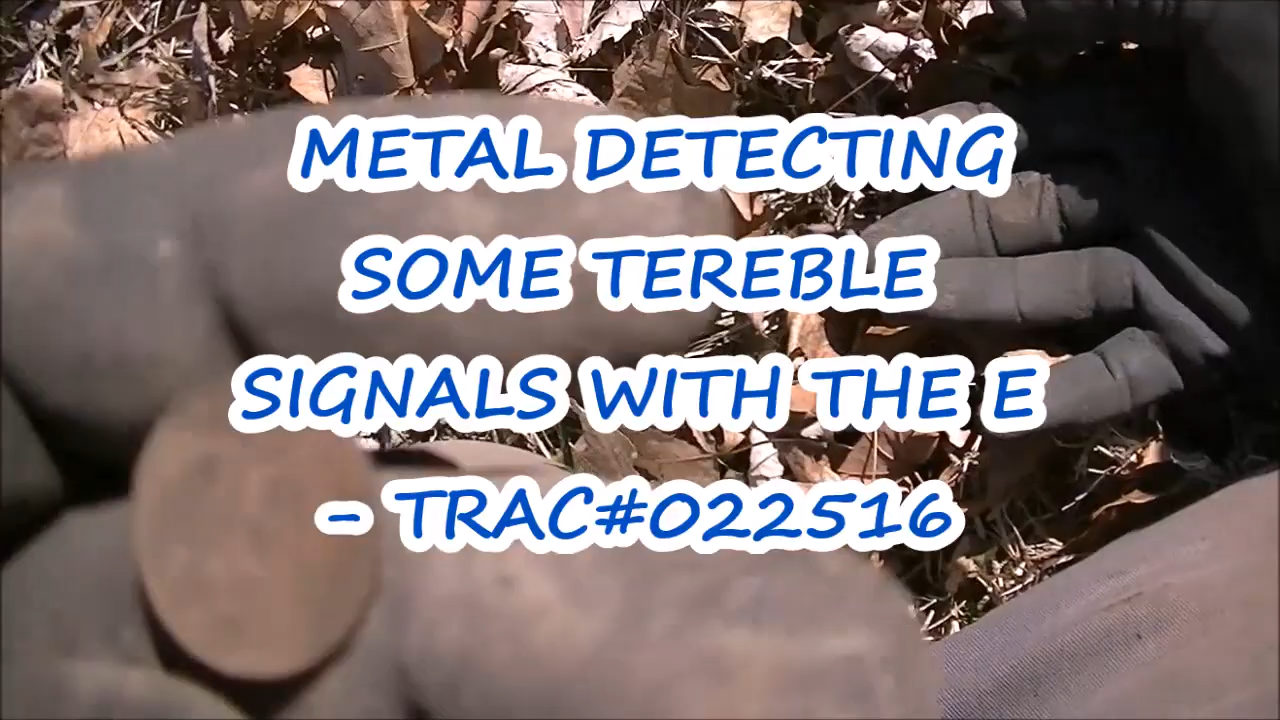 METAL DETECTING
SOME TEREBLE
SIGNALS WITH THE E
- TRAC#022516